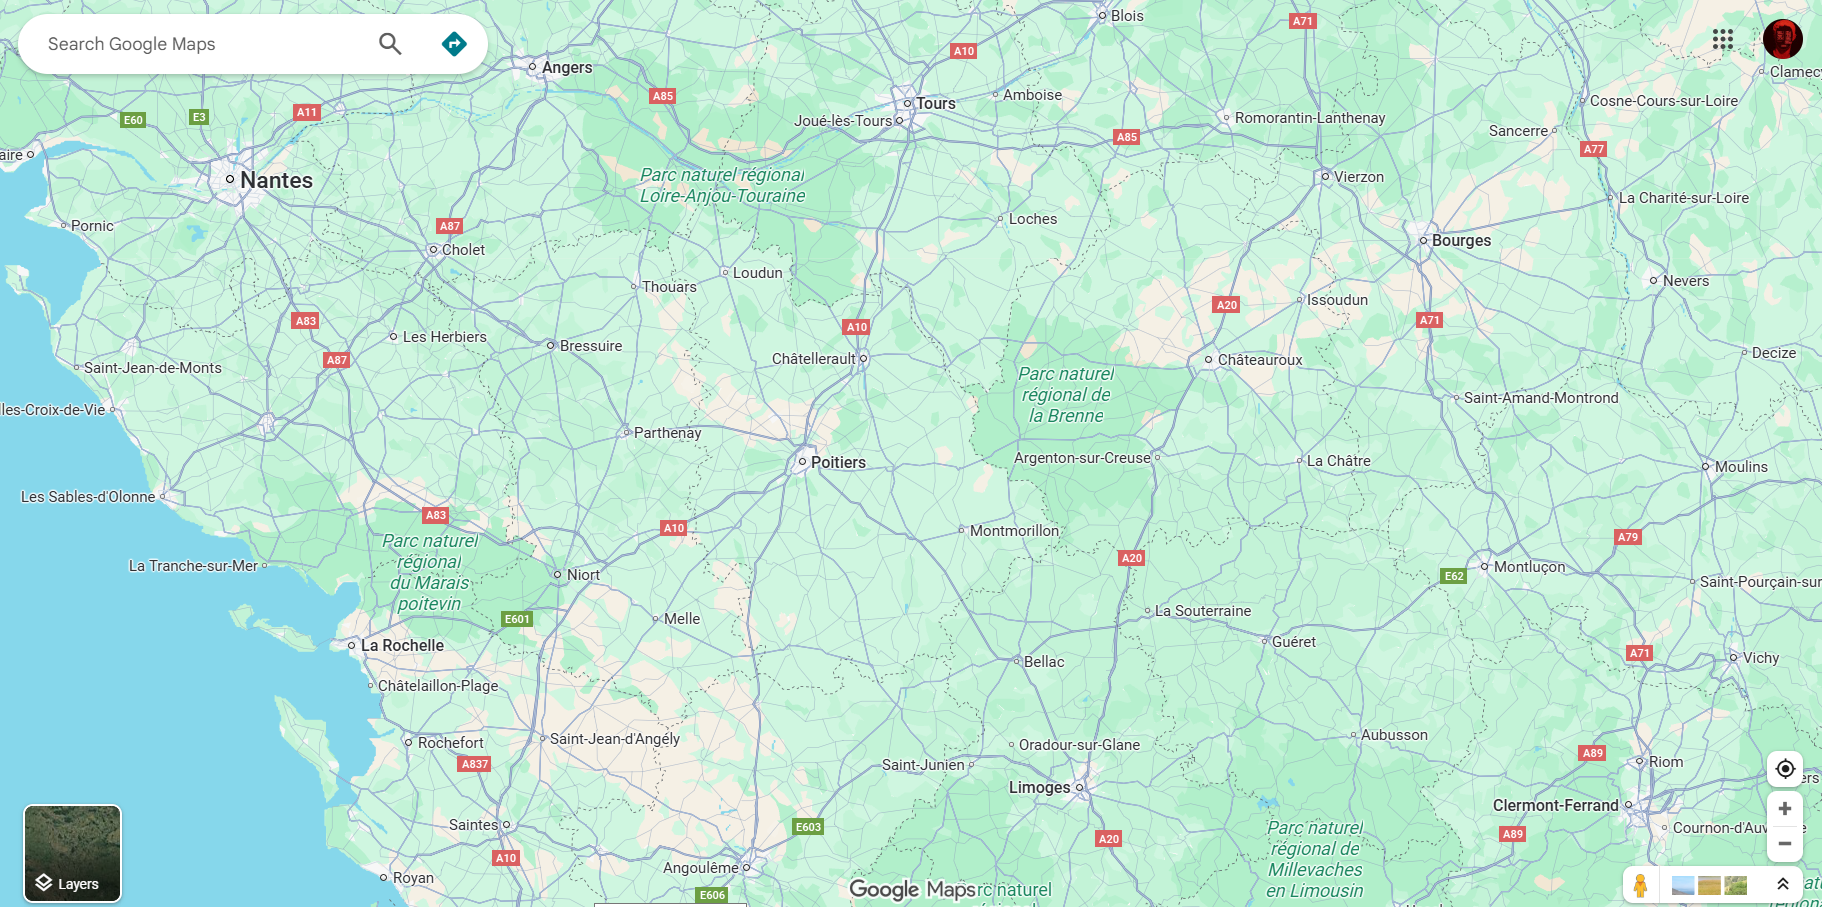 Search Google Maps
Blois
A71
A10
Angers
Clamecy
A85
Amboise
Tours
Cosne-Cours-sur-Loire
E60
E3
A11
Joué-lès-Tours
Romorantin-Lanthenay
Sancerre
A85
A77
aire
Nantes
Parc naturel régional
Loire-Anjou-Touraine
Vierzon
La Charité-sur-Loire
Pornic
A87
Loches
Cholet
Bourges
Loudun
Nevers
Thouars
Issoudun
A20
A83
A10
A71
Les Herbiers
Bressuire
Decize
A87
Châtellerault
Châteauroux
Saint-Jean-de-Monts
Parc naturel
régional de
la Brenne
Saint-Amand-Montrond
lles-Croix-de-Vie
Parthenay
Poitiers
Argenton-sur-Creuse
La Châtre
Moulins
Les Sables-d'Olonne
A83
A10
Montmorillon
A79
Parc naturel
régional
du Marais
poitevin
A20
La Tranche-sur-Mer
Niort
E62
Montluçon
Saint-Pourçain-sur
La Souterraine
E601
Melle
Guéret
La Rochelle
A71
Bellac
Vichy
Châtelaillon-Plage
Aubusson
Rochefort
Saint-Jean-d'Angély
Oradour-sur-Glane
A89
A837
Saint-Junien
Riom
Limoges
ers
Clermont-Ferrand
Saintes
E603
Parc naturel
régional de
Millevaches
en Limousin
A89
Cournon-d'Auv
e
A20
A10
Angoulême
Royan
Layers
E606
Google Maps
rc naturel